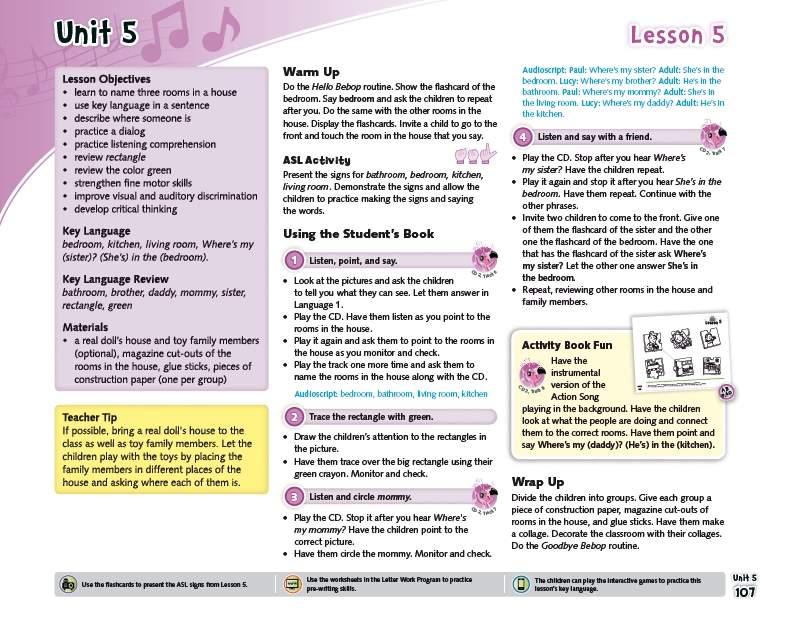 Unit 5
Lesson 5
Lesson Objectives
• learn to name three rooms in a house
• use key language in a sentence
• describe where someone is
• practice a dialog
• practice listening comprehension
• review rectangle
• review the color green
• strengthen fine motor skills
• improve visual and auditory discrimination
• develop critical thinking
Key Language
bedroom, kitchen, living room, Where's my
(sister)? (She's) in the (bedroom).
Key Language Review
bathroom, brother, daddy, mommy, sister,
rectangle, green
Materials
• a real doll's house and toy family members
(optional), magazine cut-outs of the
rooms in the house, glue sticks, pieces of
construction paper (one per group)
Teacher Tip
If possible, bring a real doll's house to the
class as well as toy family members. Let the
children play with the toys by placing the
family members in different places of the
house and asking where each of them is.
Warm Up
Do the Hello Bebop routine. Show the flashcard of the
bedroom. Say bedroom and ask the children to repeat
after you. Do the same with the other rooms in the
house. Display the flashcards. Invite a child to go to the
front and touch the room in the house that you say.
ASL Activity
Present the signs for bathroom, bedroom, kitchen,
living room. Demonstrate the signs and allow the
children to practice making the signs and saying
the words.
Using the Student's Book
1 Listen, point, and say.
CD 2, Track 6
• Look at the pictures and ask the children
to tell you what they can see. Let them answer in
Language 1.
• Play the CD. Have them listen as you point to the
rooms in the house.
• Play it again and ask them to point to the rooms in
the house as you monitor and check.
• Play the track one more time and ask them to
name the rooms in the house along with the CD.
Audioscript: bedroom, bathroom, living room, kitchen
2 Trace the rectangle with green.
• Draw the children's attention to the rectangles in
the picture.
• Have them trace over the big rectangle using their
green crayon. Monitor and check.
3 Listen and circle mommy.
CD 2, Track 7
• Play the CD. Stop it after you hear Where's
my mommy? Have the children point to the
correct picture.
• Have them circle the mommy. Monitor and check.
Audioscript: Paul: Where's my sister? Adult: She's in the
bedroom. Lucy: Where's my brother? Adult: He's in the
bathroom. Paul: Where's my mommy? Adult: She's in
the living room. Lucy: Where's my daddy? Adult: He's in
the kitchen.
4 Listen and say with a friend.
CD 2, Track 7
• Play the CD. Stop after you hear Where's
my sister? Have the children repeat.
• Play it again and stop it after you hear She's in the
bedroom. Have them repeat. Continue with the
other phrases.
• Invite two children to come to the front. Give one
of them the flashcard of the sister and the other
one the flashcard of the bedroom. Have the one
that has the flashcard of the sister ask Where's
my sister? Let the other one answer She's in
the bedroom.
• Repeat, reviewing other rooms in the house and
family members.
Lesson 5
Activity Book Fun
Have the
instrumental
version of the
Action Song
playing in the background. Have the children
look at what the people are doing and connect
them to the correct rooms. Have them point and
say Where's my (daddy)? (He's) in the (kitchen).
Wrap Up
Divide the children into groups. Give each group a
piece of construction paper, magazine cut-outs of
rooms in the house, and glue sticks. Have them make
a collage. Decorate the classroom with their collages.
Do the Goodbye Bebop routine.
Use the flashcards to present the ASL signs from Lesson 5.
Use the worksheets in the Letter Work Program to practice
pre-writing skills.
The children can play the interactive games to practice this
lesson's key language.
Unit 5
107